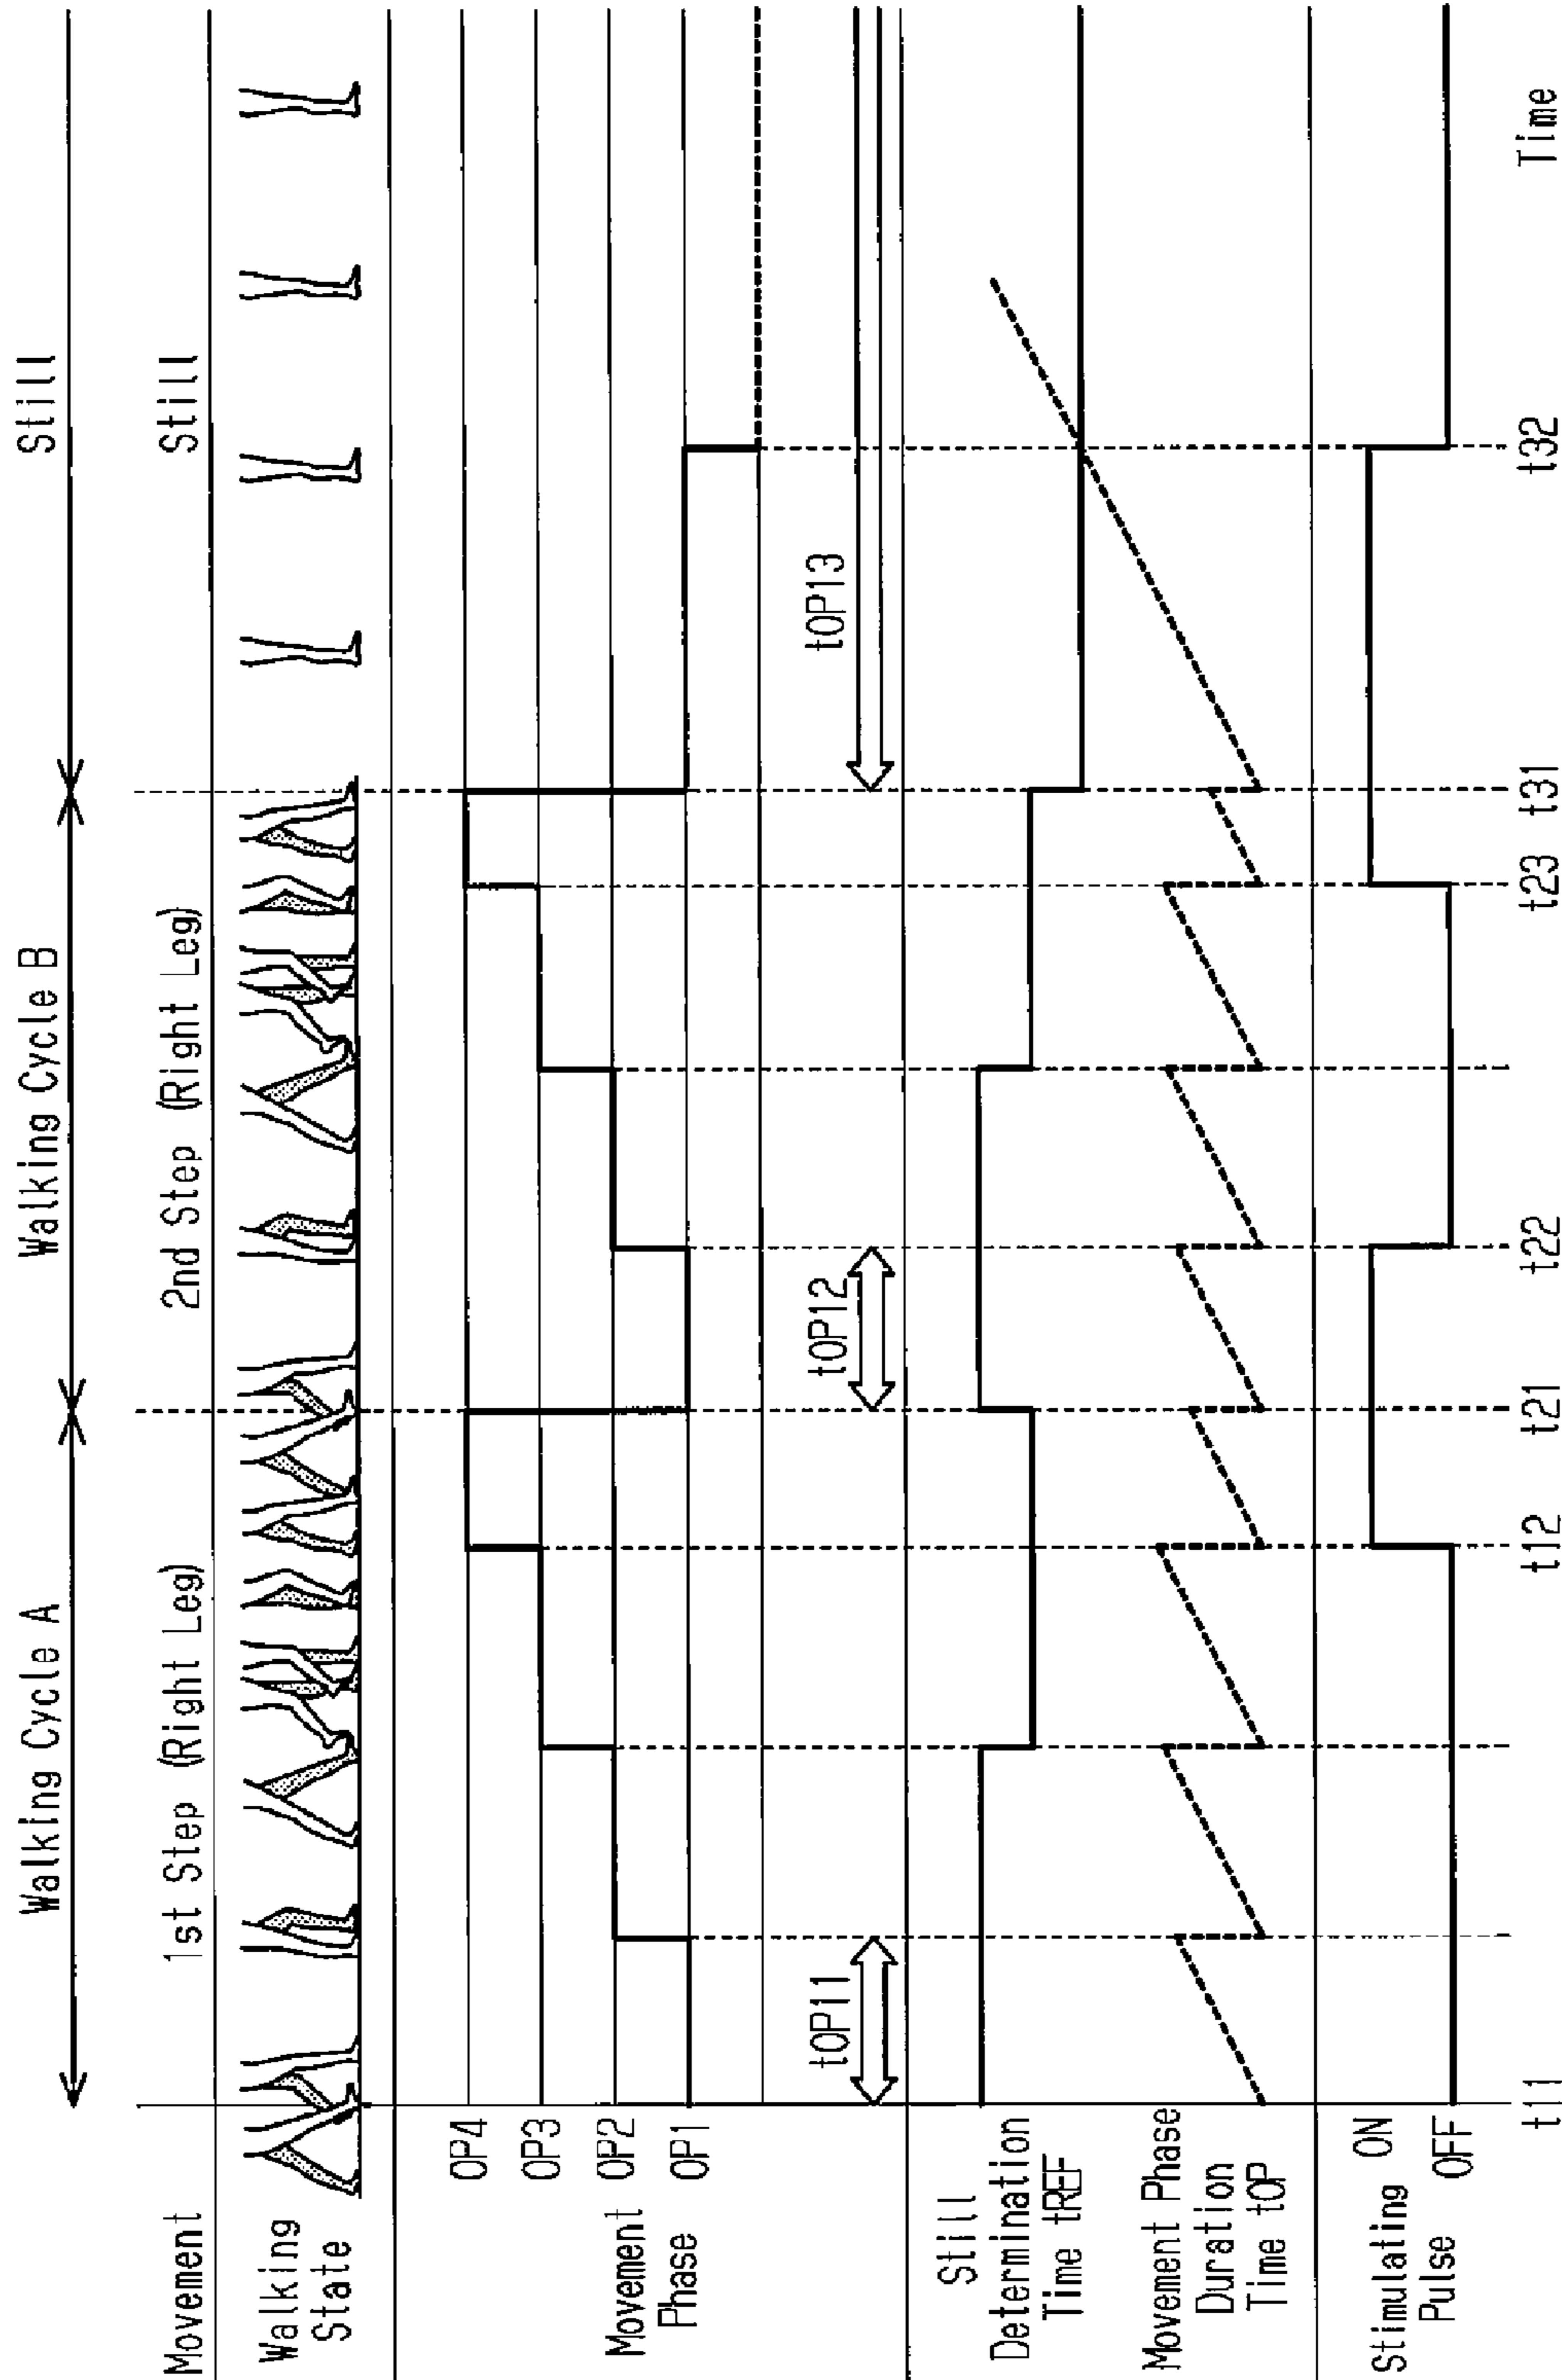 Walking Cycle A
Walking Cycle B
Still
Movement
1st Step (Right Leg)
2nd Step (Right Leg)
Still
Walking
State
Movement
Phase
OP4
OP3
OP2
OP1
tOP11
tOP12
tOP13
Still
Determination
Time tREF
Movement Phase
Duration
Time tOP
Stimulating
Pulse
ON
OFF
t11
t12
t21
t22
t23
t31
t32
Time